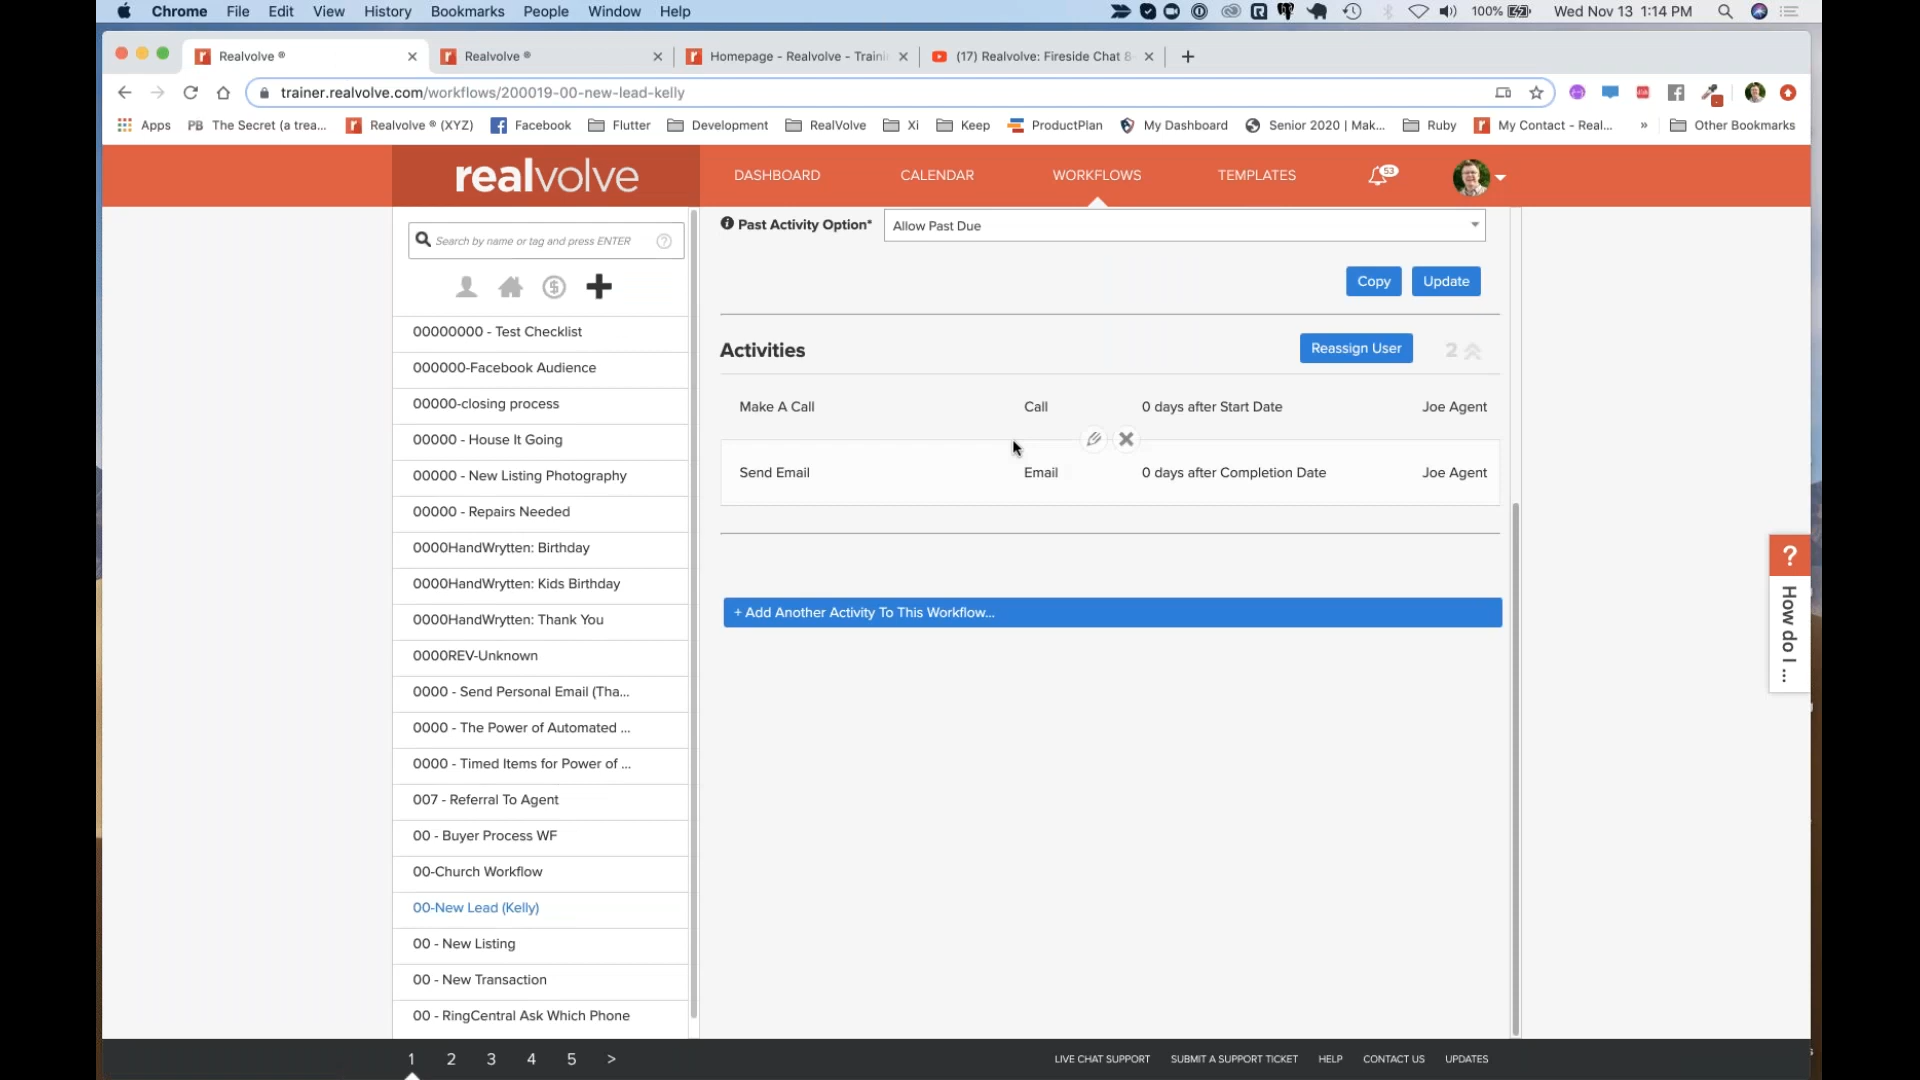 Chrome File Edit View History Bookmarks People Window Help 100% Wed Nov 13 1:14 PM
Realvolve ® Realvolve ® Homepage - Realvolve - Traini (17) Realvolve: Fireside Chat 8
trainer.realvolve.com/workflows/200019-00-new-lead-kelly
Apps PB The Secret (a trea... Realvolve ® (XYZ) Facebook Flutter Development RealVolve Xi Keep ProductPlan My Dashboard Senior 2020 | Mak... Ruby My Contact - Real... » Other Bookmarks
realvolve DASHBOARD CALENDAR WORKFLOWS TEMPLATES 53
Search by name or tag and press ENTER
00000000 - Test Checklist
000000-Facebook Audience
00000-closing process
00000 - House It Going
00000 - New Listing Photography
00000 - Repairs Needed
0000HandWrytten: Birthday
0000HandWrytten: Kids Birthday
0000HandWrytten: Thank You
0000REV-Unknown
0000 - Send Personal Email (Tha...
0000 - The Power of Automated ...
0000 - Timed Items for Power of ...
007 - Referral To Agent
00 - Buyer Process WF
00-Church Workflow
00-New Lead (Kelly)
00 - New Listing
00 - New Transaction
00 - RingCentral Ask Which Phone
Past Activity Option* Allow Past Due
Copy Update
Activities Reassign User 2
Make A Call Call 0 days after Start Date Joe Agent
Send Email Email 0 days after Completion Date Joe Agent
+ Add Another Activity To This Workflow...
? How do I ...
1 2 3 4 5 > LIVE CHAT SUPPORT SUBMIT A SUPPORT TICKET HELP CONTACT US UPDATES